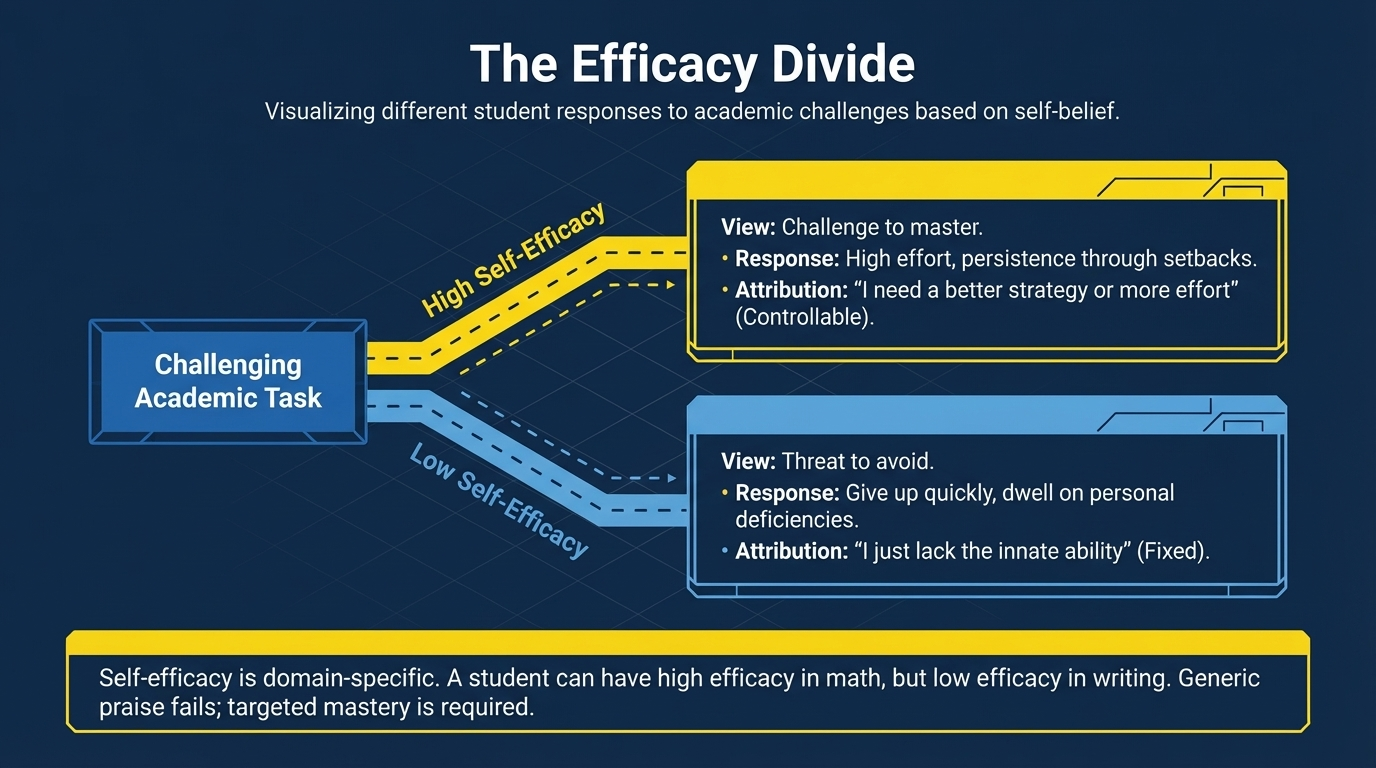 The Efficacy Divide
Visualizing different student responses to academic challenges based on self-belief.
Challenging
Academic Task
High Self-Efficacy
View: Challenge to master.
• Response: High effort, persistence through setbacks.
• Attribution: “I need a better strategy or more effort”
(Controllable).
Low Self-Efficacy
View: Threat to avoid.
• Response: Give up quickly, dwell on personal
deficiencies.
• Attribution: “I just lack the innate ability” (Fixed).
Self-efficacy is domain-specific. A student can have high efficacy in math, but low efficacy in writing. Generic
praise fails; targeted mastery is required.